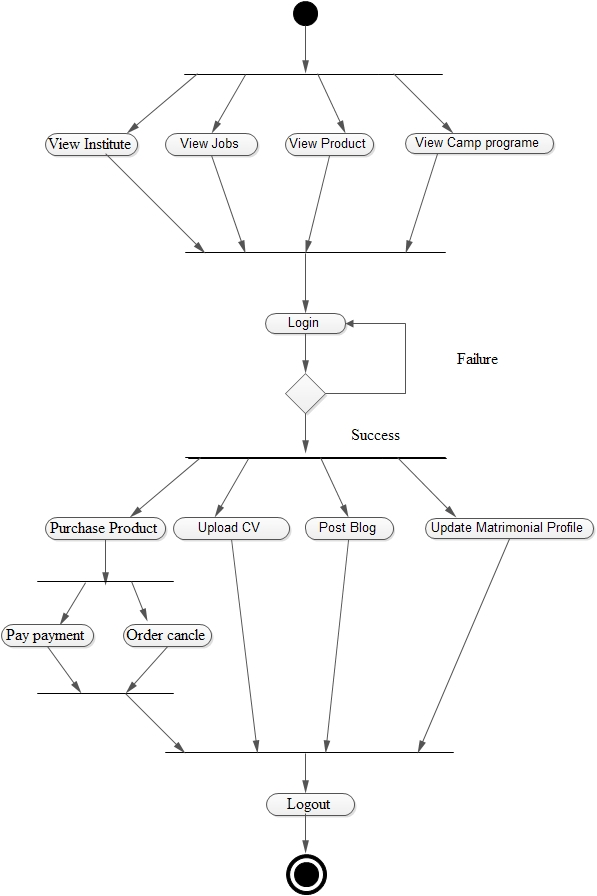 View Institute
View Jobs
View Product
View Camp programe
Login
Failure
Success
Purchase Product
Upload CV
Post Blog
Update Matrimonial Profile
Pay payment
Order cancle
Logout